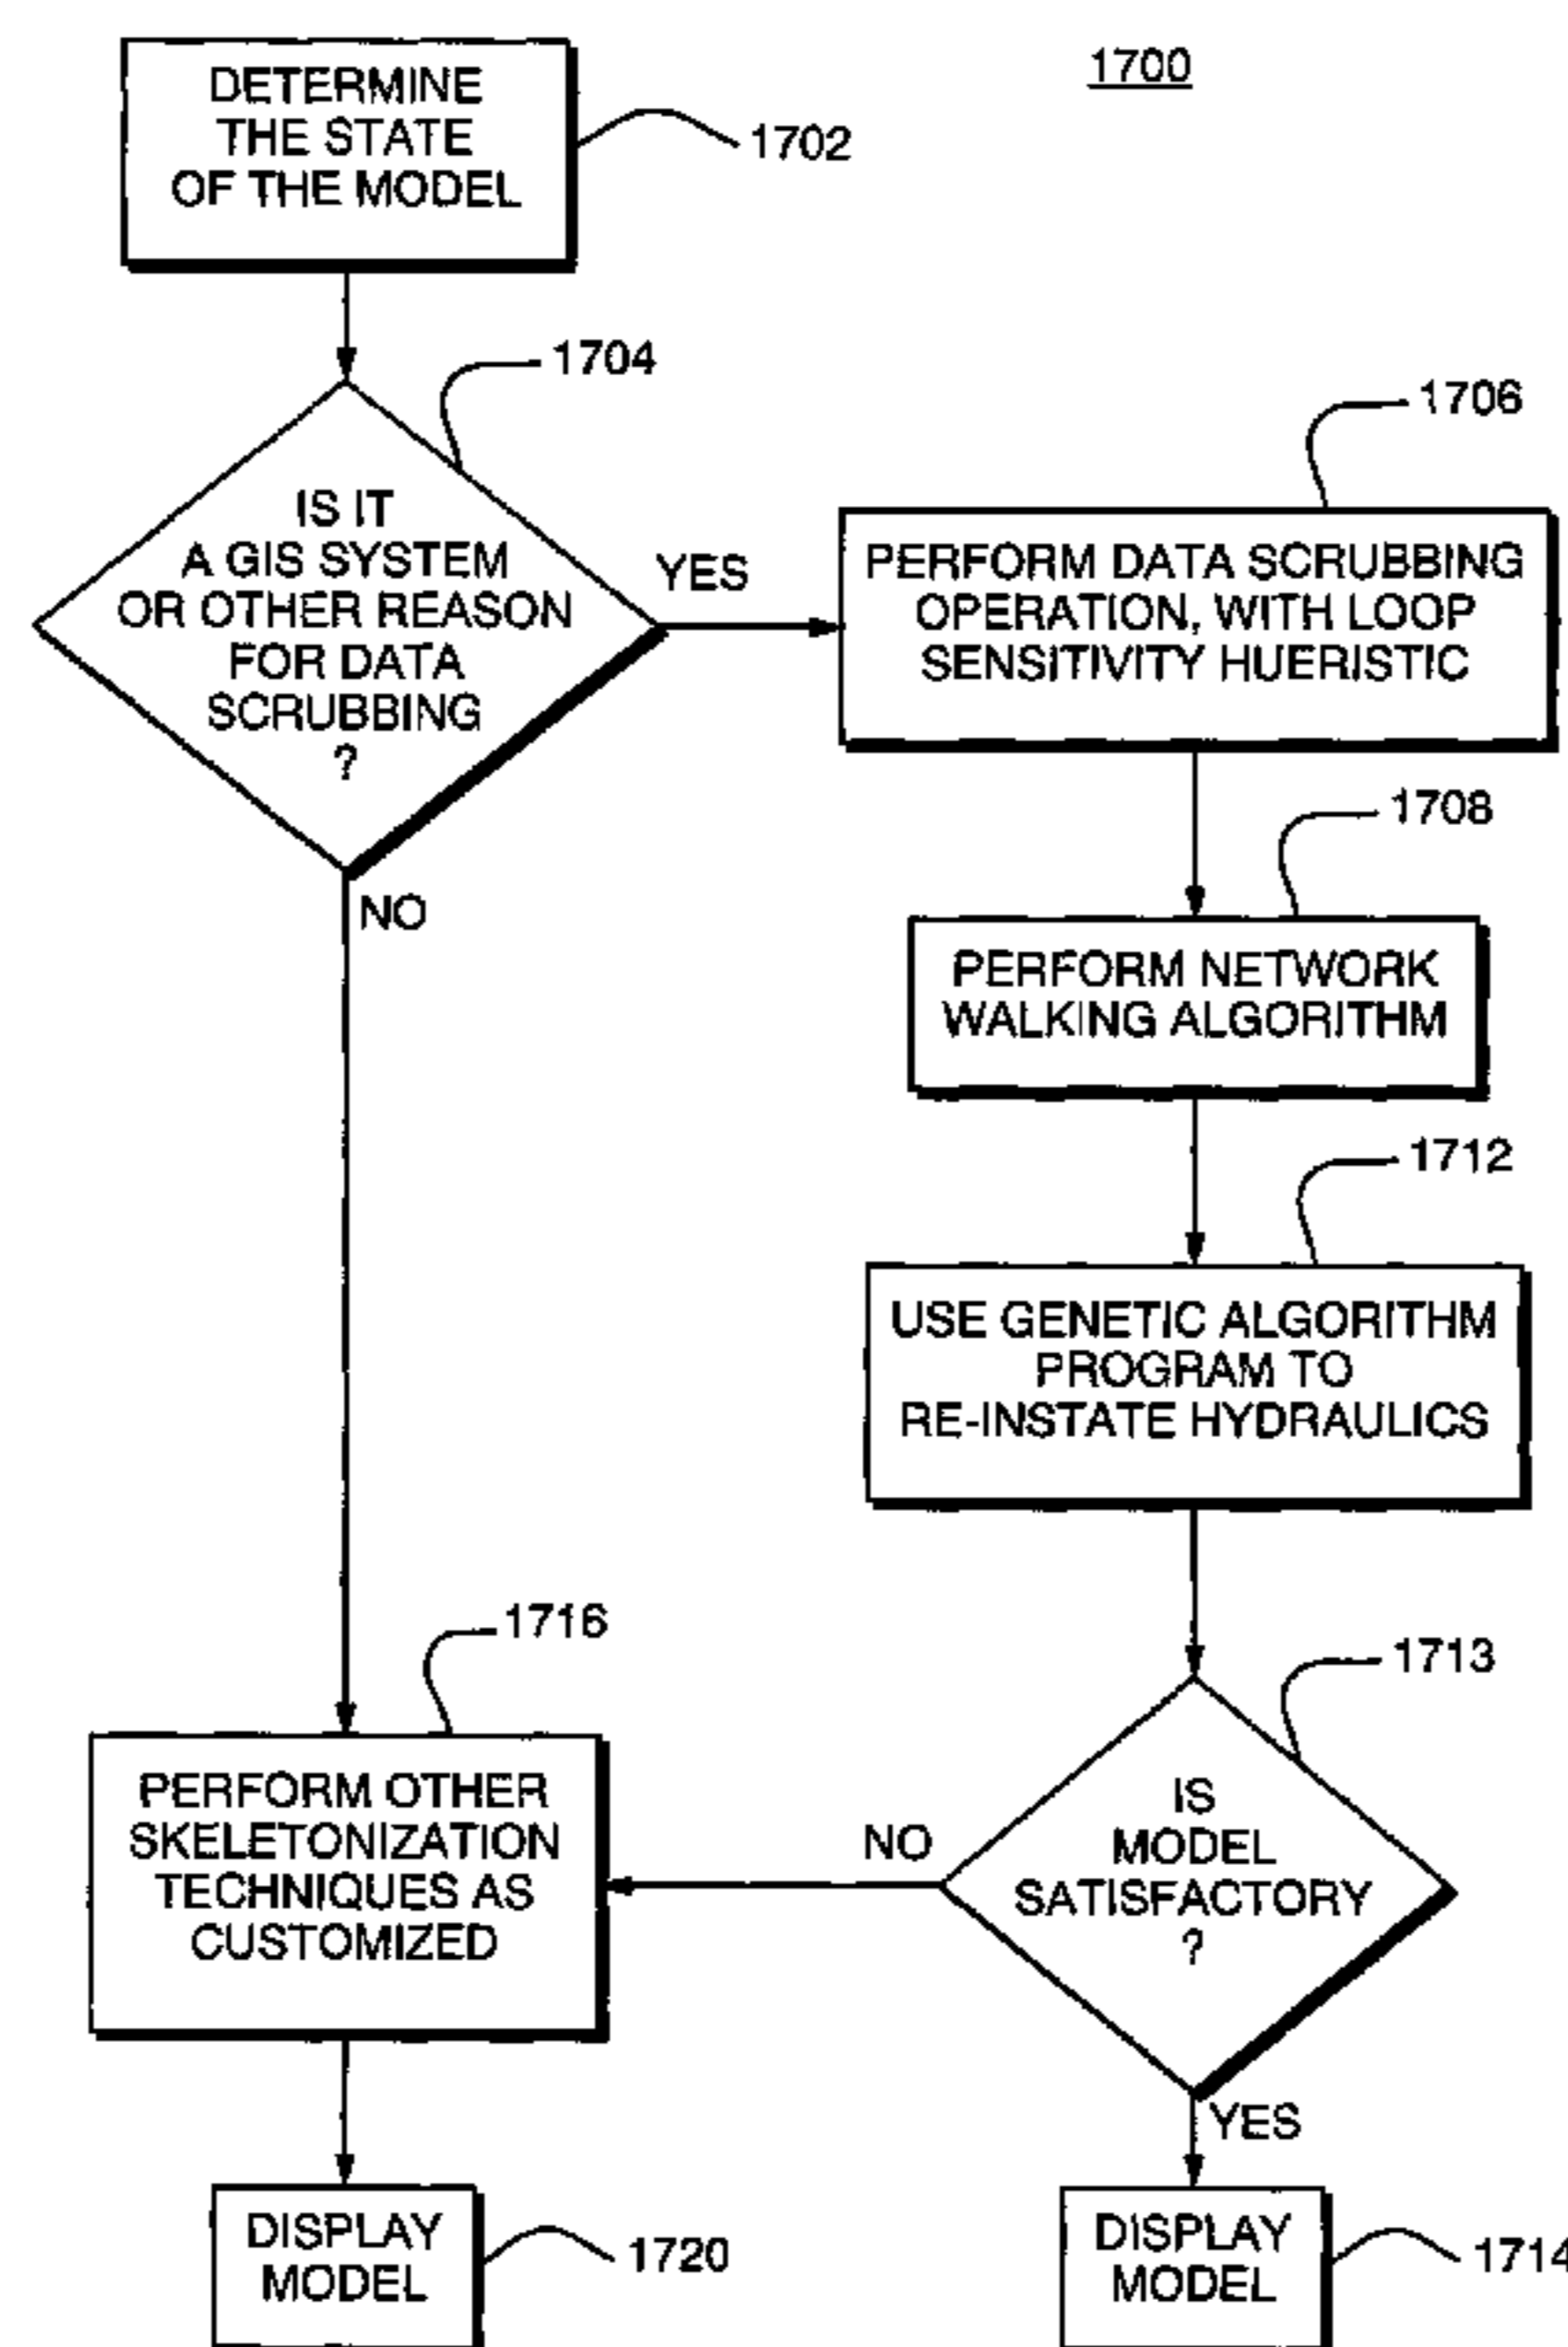 1700
DETERMINE
THE STATE
OF THE MODEL
1702
1704
IS IT
A GIS SYSTEM
OR OTHER REASON
FOR DATA
SCRUBBING
?
YES
NO
1706
PERFORM DATA SCRUBBING
OPERATION, WITH LOOP
SENSITIVITY HUERISTIC
1708
PERFORM NETWORK
WALKING ALGORITHM
1712
USE GENETIC ALGORITHM
PROGRAM TO
RE-INSTATE HYDRAULICS
1713
IS
MODEL
SATISFACTORY
?
NO
YES
1716
PERFORM OTHER
SKELETONIZATION
TECHNIQUES AS
CUSTOMIZED
DISPLAY
MODEL
1720
DISPLAY
MODEL
1714